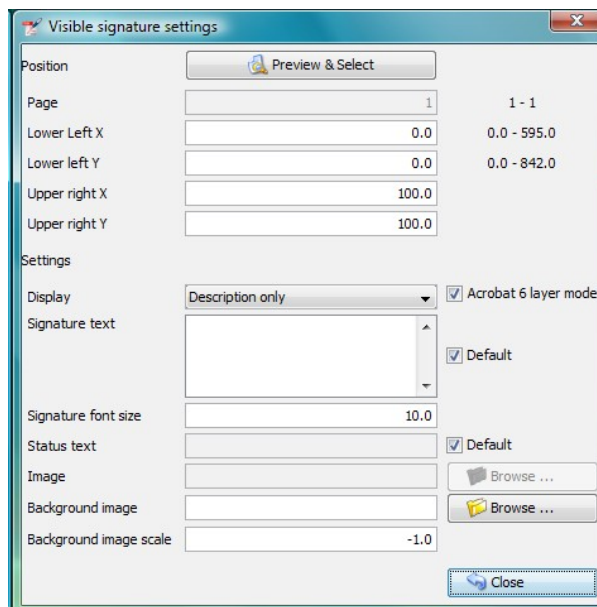 Visible signature settings
Position Preview & Select
Page 1 1 - 1
Lower Left X 0.0 0.0 - 595.0
Lower left Y 0.0 0.0 - 842.0
Upper right X 100.0
Upper right Y 100.0
Settings
Display Description only Acrobat 6 layer mode
Signature text
Default
Signature font size 10.0
Status text Default
Image Browse ...
Background image Browse ...
Background image scale -1.0
Close